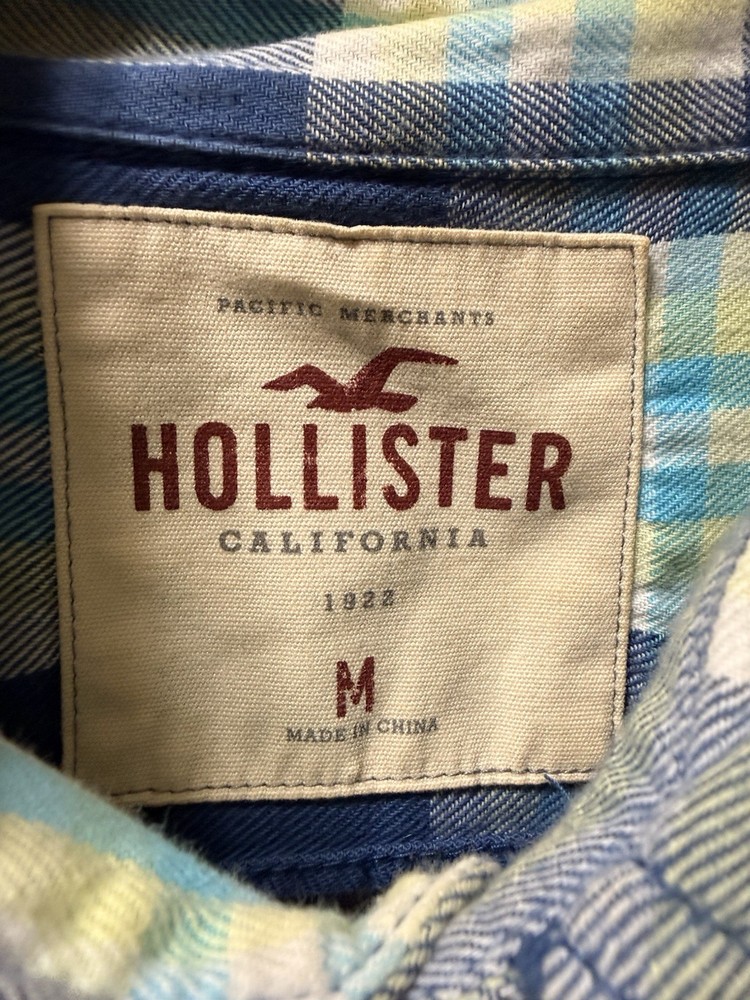 PACIFIC MERCHANTS
HOLLISTER
CALIFORNIA
1922
M
MADE IN CHINA